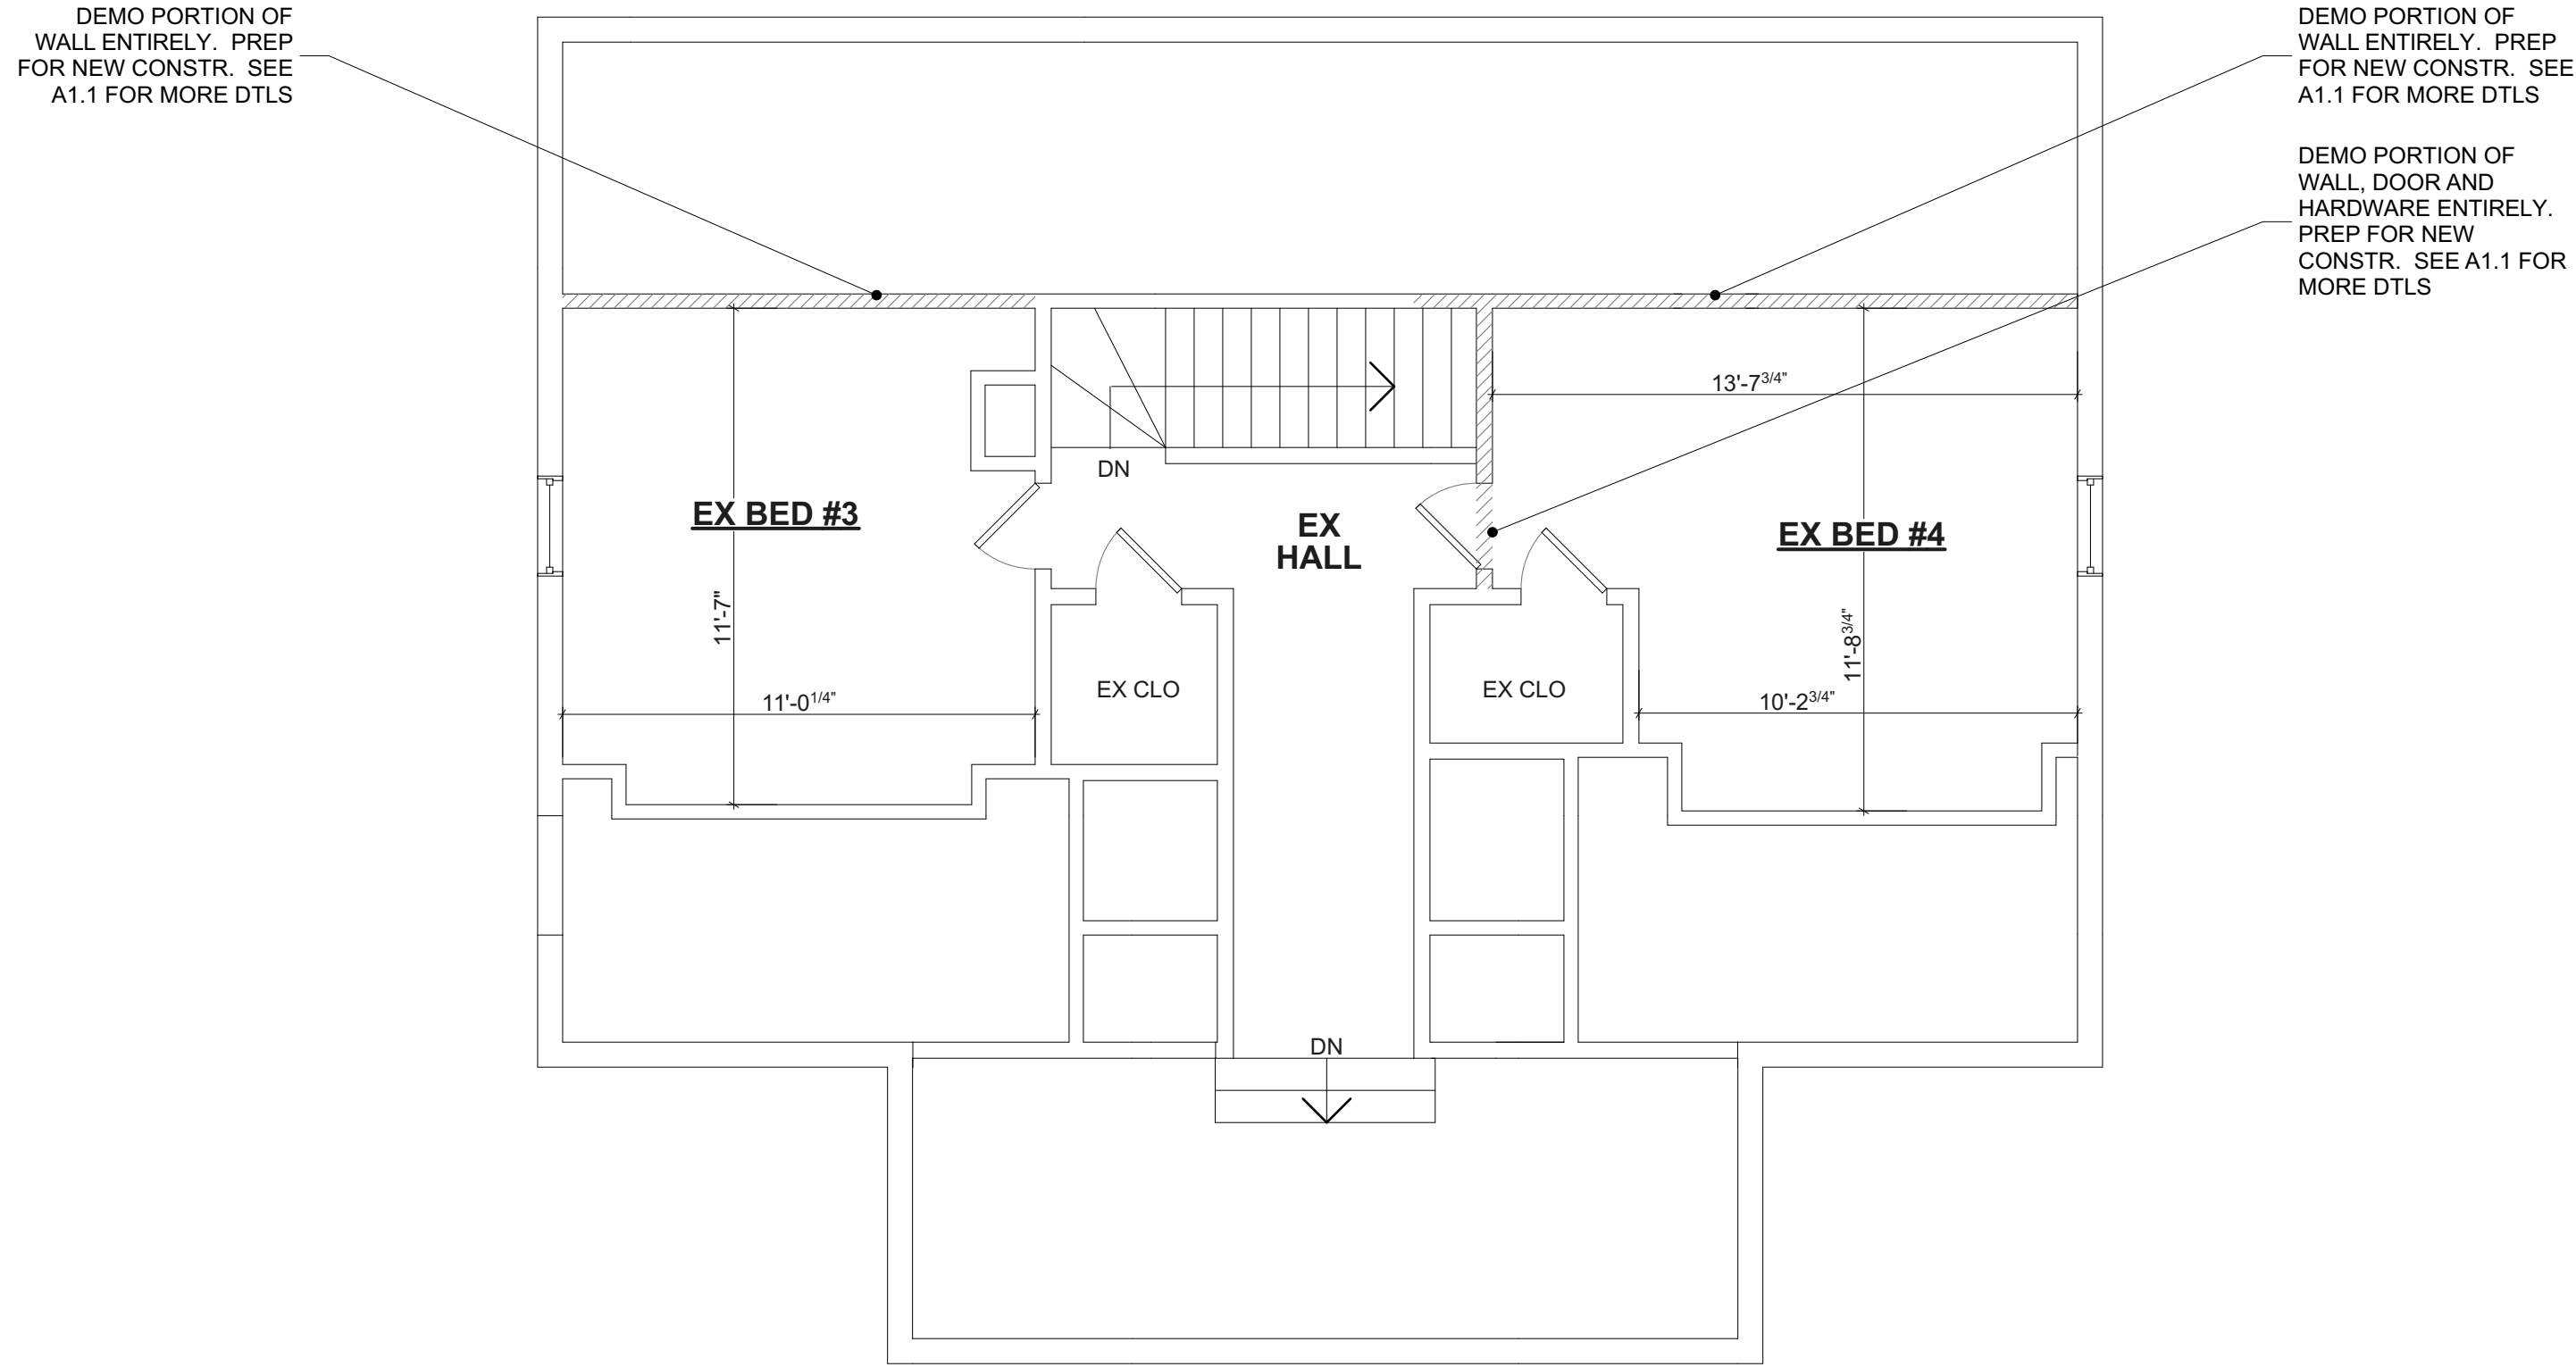 DEMO PORTION OF
WALL ENTIRELY.  PREP
FOR NEW CONSTR.  SEE
A1.1 FOR MORE DTLS
DEMO PORTION OF
WALL ENTIRELY.  PREP
FOR NEW CONSTR.  SEE
A1.1 FOR MORE DTLS
DEMO PORTION OF
WALL, DOOR AND
HARDWARE ENTIRELY.
PREP FOR NEW
CONSTR.  SEE A1.1 FOR
MORE DTLS
13'-7 3/4"
DN
EX BED #3
EX
HALL
EX BED #4
11'-7"
11'-8 3/4"
EX CLO
EX CLO
11'-0 1/4"
10'-2 3/4"
DN